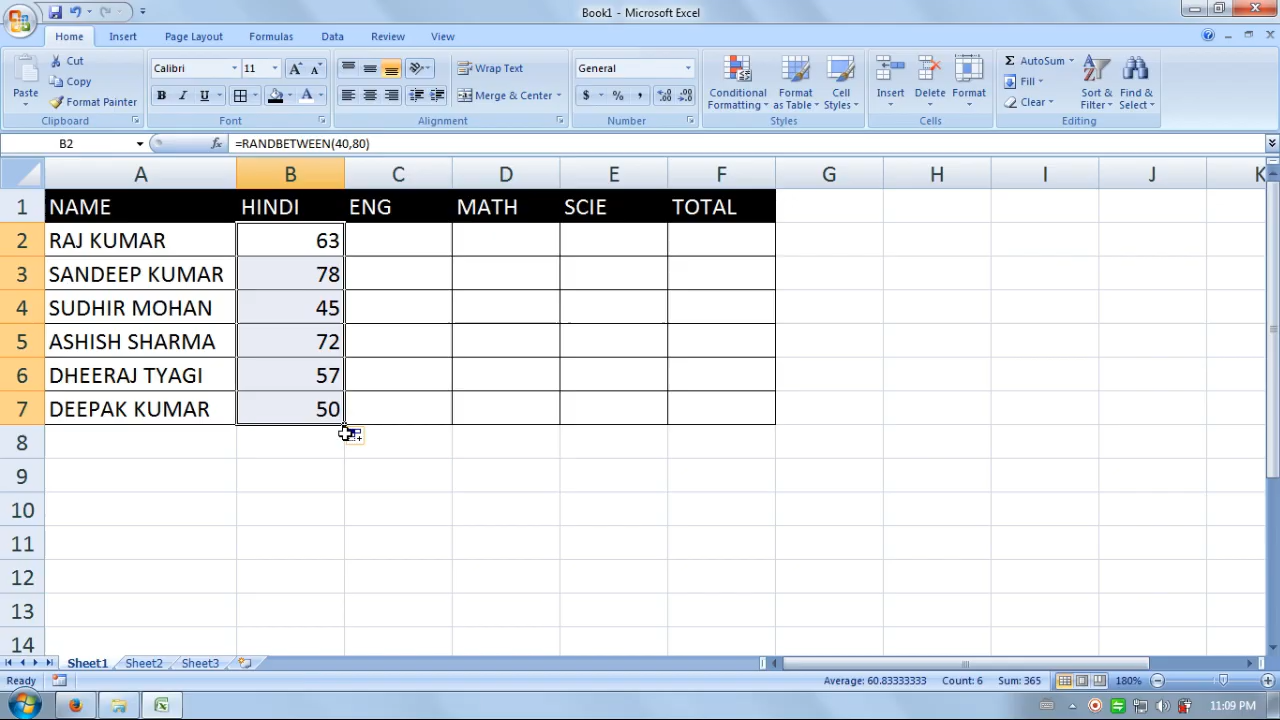 Book1 - Microsoft Excel
Home Insert Page Layout Formulas Data Review View
Paste
Cut
Copy
Format Painter
Clipboard
Calibri 11
B I U
Font
Wrap Text
Merge & Center
Alignment
General
$ % ,
Number
Conditional Formatting
Format as Table
Cell Styles
Styles
Insert Delete Format
Cells
Σ AutoSum
Fill
Clear
Sort & Filter
Find & Select
Editing
B2 fx =RANDBETWEEN(40,80)
A B C D E F G H I J K
1 NAME HINDI ENG MATH SCIE TOTAL
2 RAJ KUMAR 63
3 SANDEEP KUMAR 78
4 SUDHIR MOHAN 45
5 ASHISH SHARMA 72
6 DHEERAJ TYAGI 57
7 DEEPAK KUMAR 50
8
9
10
11
12
13
14
Sheet1 Sheet2 Sheet3
Ready Average: 60.83333333 Count: 6 Sum: 365 180%
11:09 PM